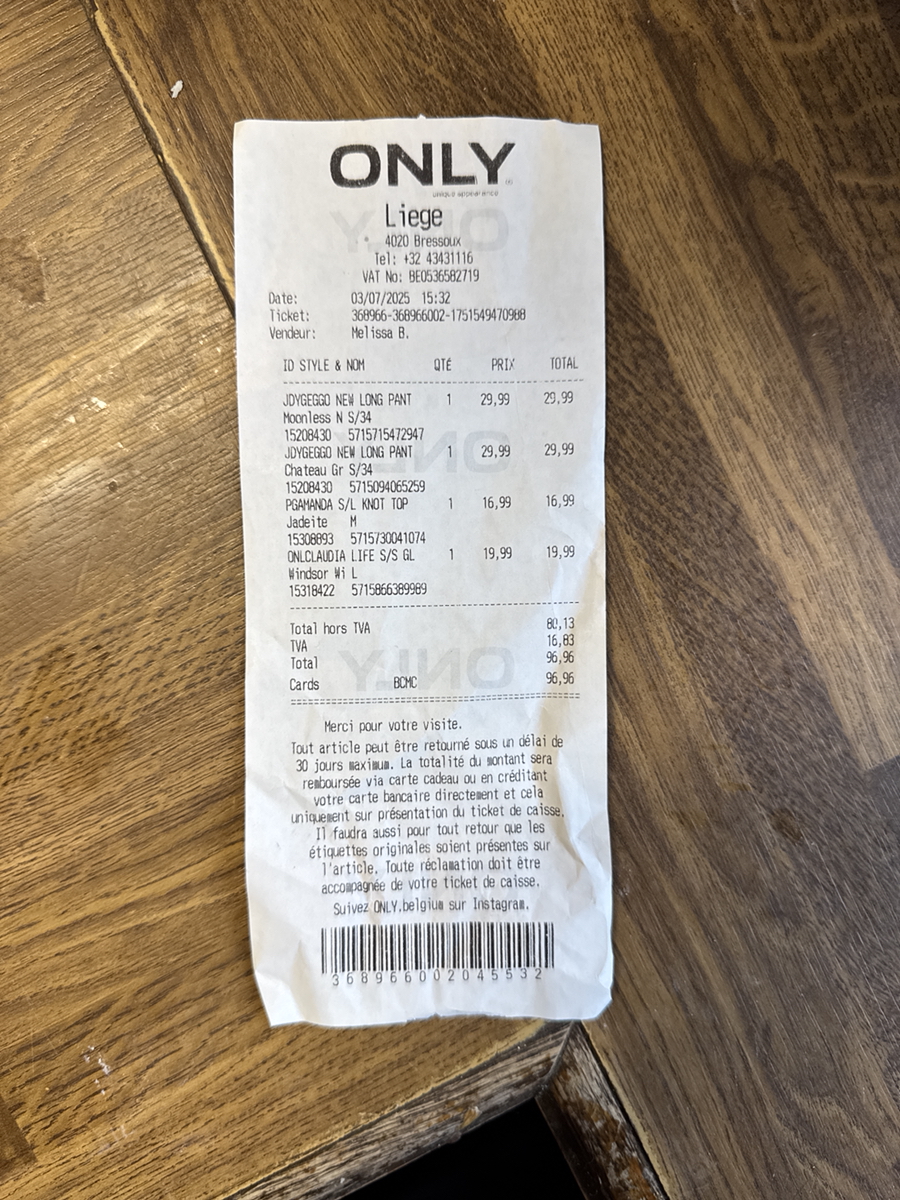 ONLY
unique appearance
Liege
4020 Bressoux
Tel: +32 43431116
VAT No: BE0536582719
Date: 03/07/2025 15:32
Ticket: 368966-368966002-1751549470988
Vendeur: Melissa B.
ID STYLE & NOM QTÉ PRIX TOTAL
JDYGEGGO NEW LONG PANT 1 29,99 29,99
Moonless N S/34
15208430 5715715472947
JDYGEGGO NEW LONG PANT 1 29,99 29,99
Chateau Gr S/34
15208430 5715094065259
PGAMANDA S/L KNOT TOP 1 16,99 16,99
Jadeite M
15308893 5715730041074
ONLCLAUDIA LIFE S/S GL 1 19,99 19,99
Windsor Wi L
15318422 5715866389989
Total hors TVA 80,13
TVA 16,83
Total 96,96
Cards BCMC 96,96
Merci pour votre visite.
Tout article peut être retourné sous un délai de
30 jours maximum. La totalité du montant sera
remboursée via carte cadeau ou en créditant
votre carte bancaire directement et cela
uniquement sur présentation du ticket de caisse.
Il faudra aussi pour tout retour que les
étiquettes originales soient présentes sur
l'article. Toute réclamation doit être
accompagnée de votre ticket de caisse.
Suivez ONLY.belgium sur Instagram.
368966002045532